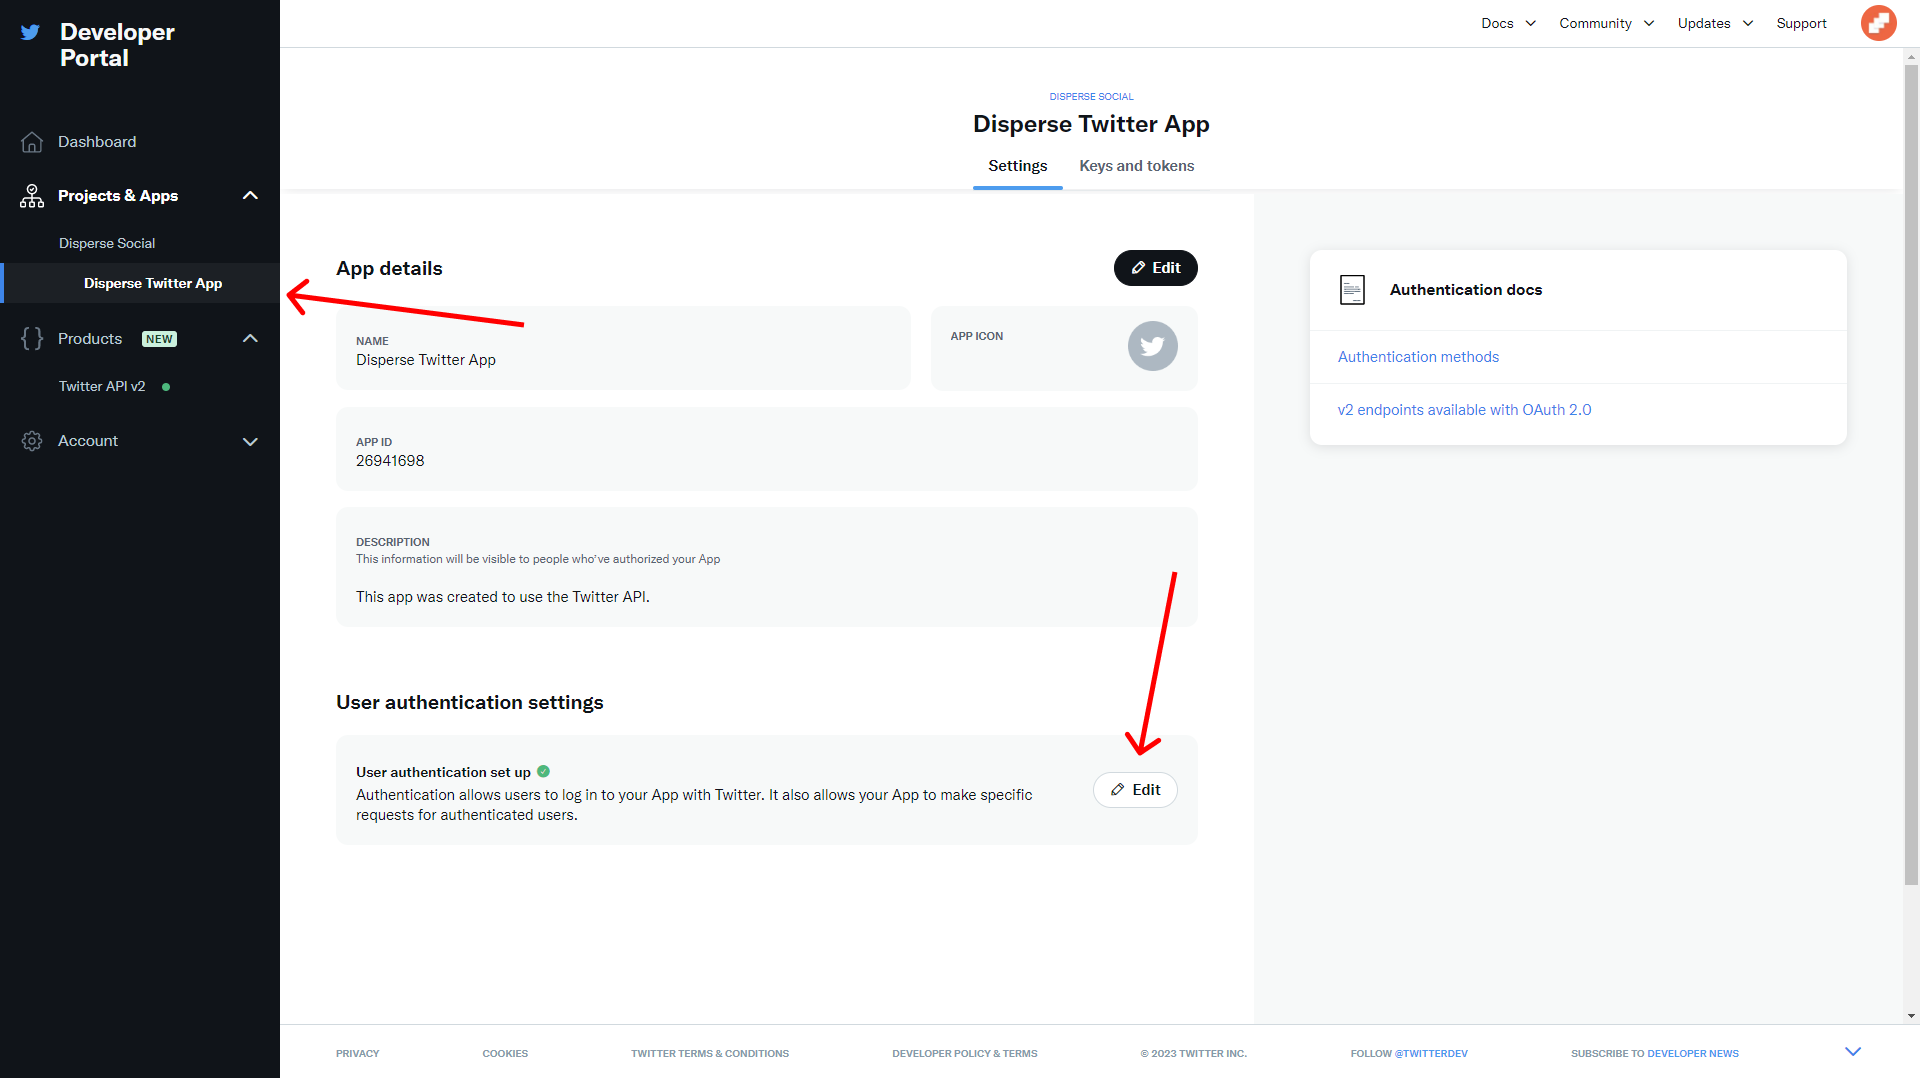 Developer
Portal
Docs
Community
Updates
Support
Dashboard
Projects & Apps
Disperse Social
Disperse Twitter App
Products NEW
Twitter API v2
Account
DISPERSE SOCIAL
Disperse Twitter App
Settings
Keys and tokens
App details
Edit
NAME
Disperse Twitter App
APP ICON
APP ID
26941698
DESCRIPTION
This information will be visible to people who've authorized your App
This app was created to use the Twitter API.
User authentication settings
User authentication set up
Authentication allows users to log in to your App with Twitter. It also allows your App to make specific
requests for authenticated users.
Edit
Authentication docs
Authentication methods
v2 endpoints available with OAuth 2.0
PRIVACY
COOKIES
TWITTER TERMS & CONDITIONS
DEVELOPER POLICY & TERMS
© 2023 TWITTER INC.
FOLLOW @TWITTERDEV
SUBSCRIBE TO DEVELOPER NEWS